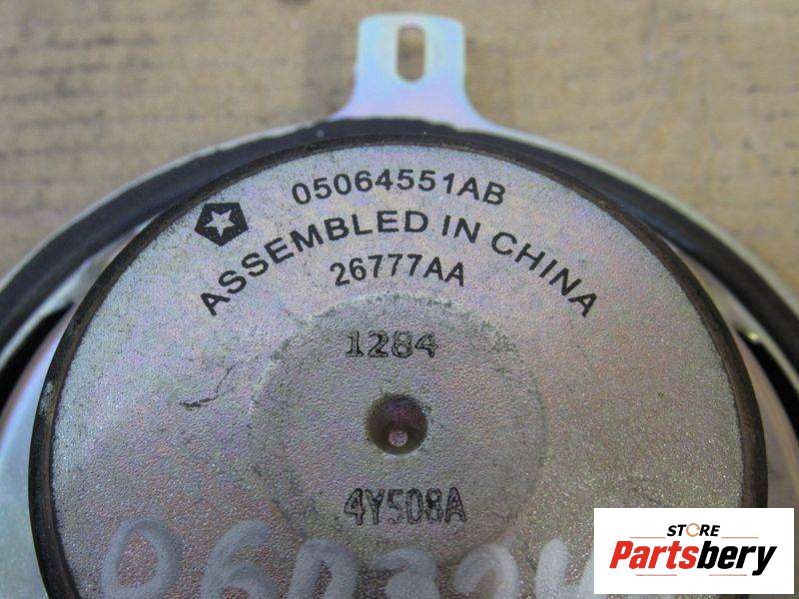 05064551AB
ASSEMBLED IN CHINA
26777AA
1284
4Y508A
STORE
Partsbery